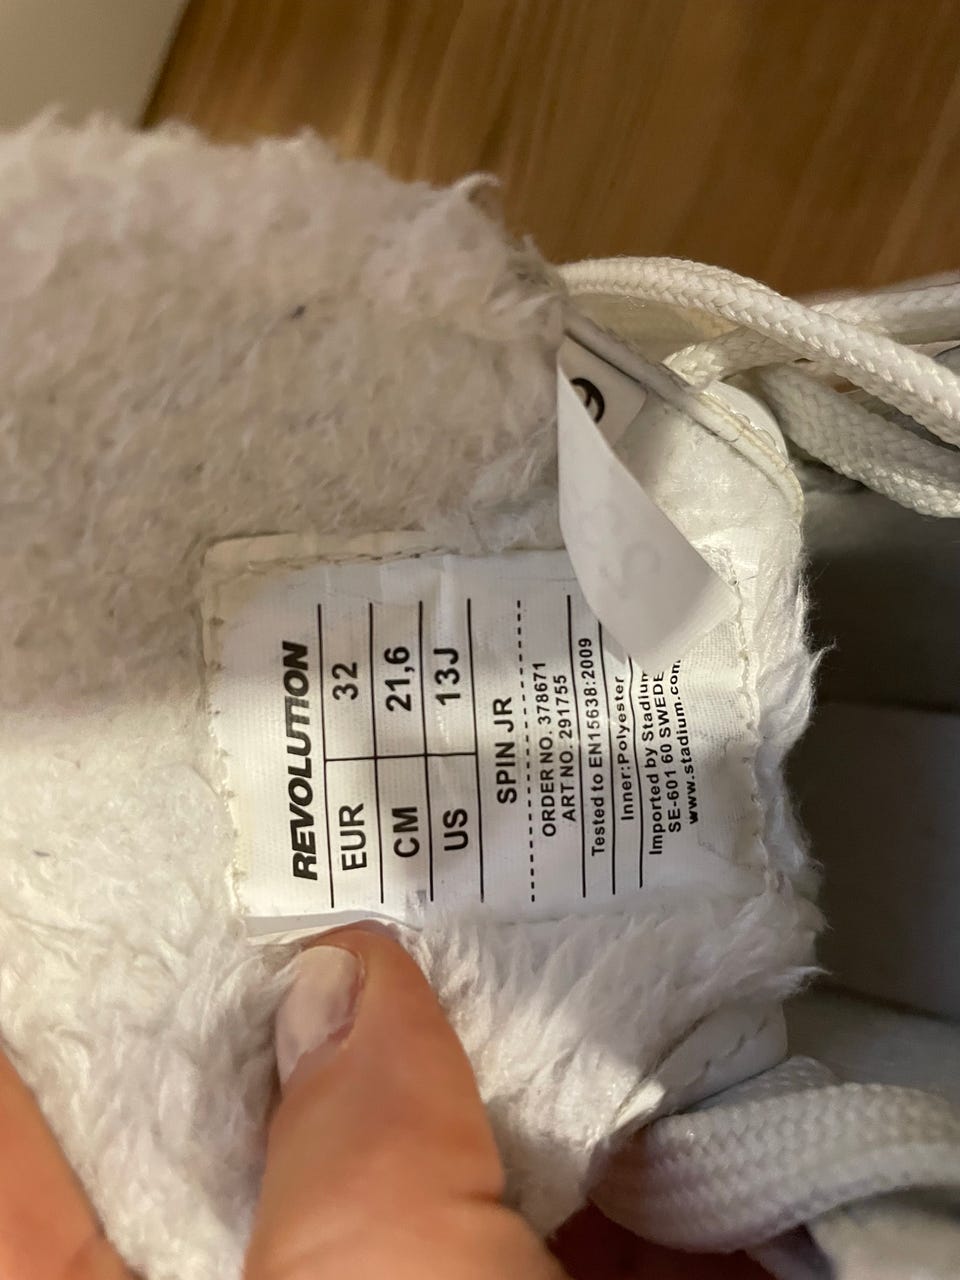 REVOLUTION
EUR 32
CM 21,6
US 13J
SPIN JR
ORDER NO. 378671
ART NO. 291755
Tested to EN15638:2009
Inner:Polyester
Imported by Stadium
SE-601 60 SWEDE
www.stadium.com